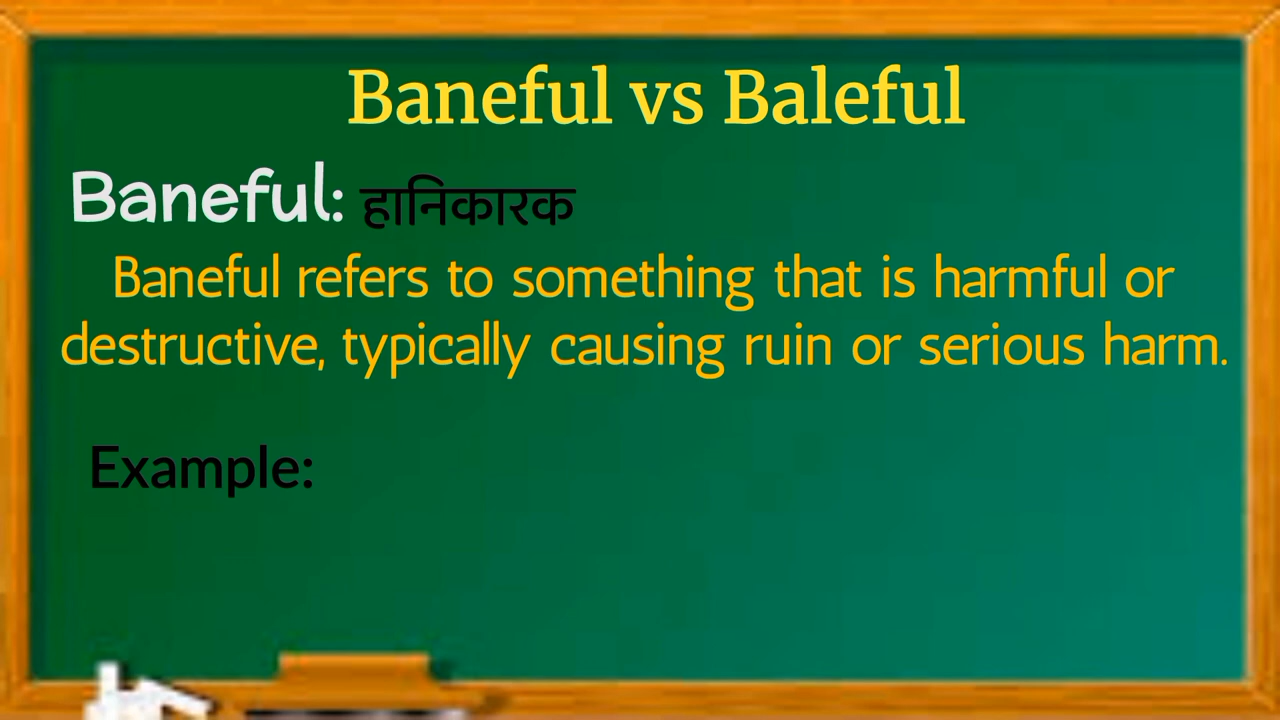 Baneful vs Baleful
Baneful: हानिकारक
Baneful refers to something that is harmful or
destructive, typically causing ruin or serious harm.
Example: